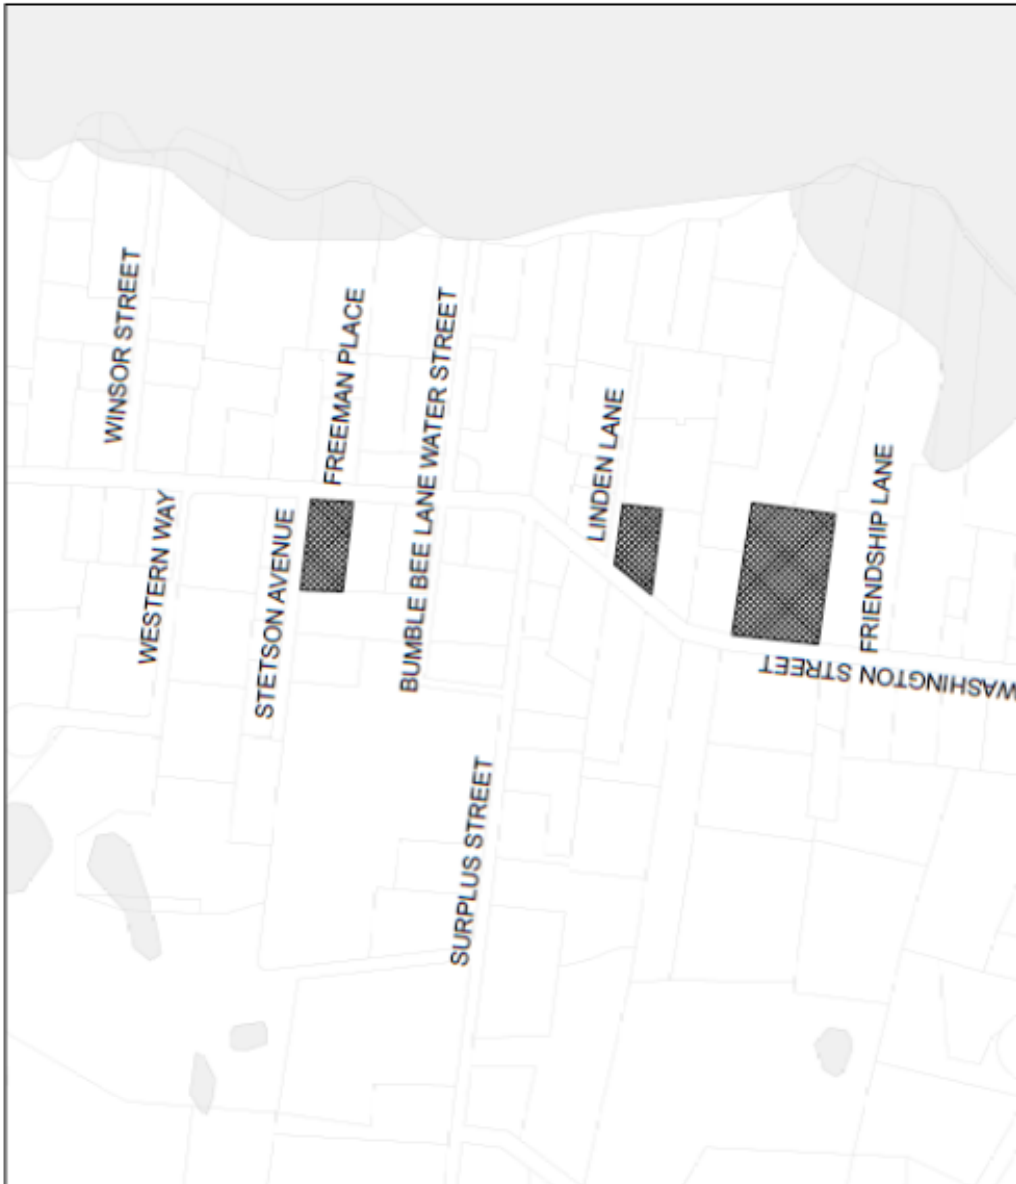 WINSOR STREET
FREEMAN PLACE
BUMBLE BEE LANE WATER STREET
LINDEN LANE
FRIENDSHIP LANE
WESTERN WAY
STETSON AVENUE
WASHINGTON STREET
SURPLUS STREET